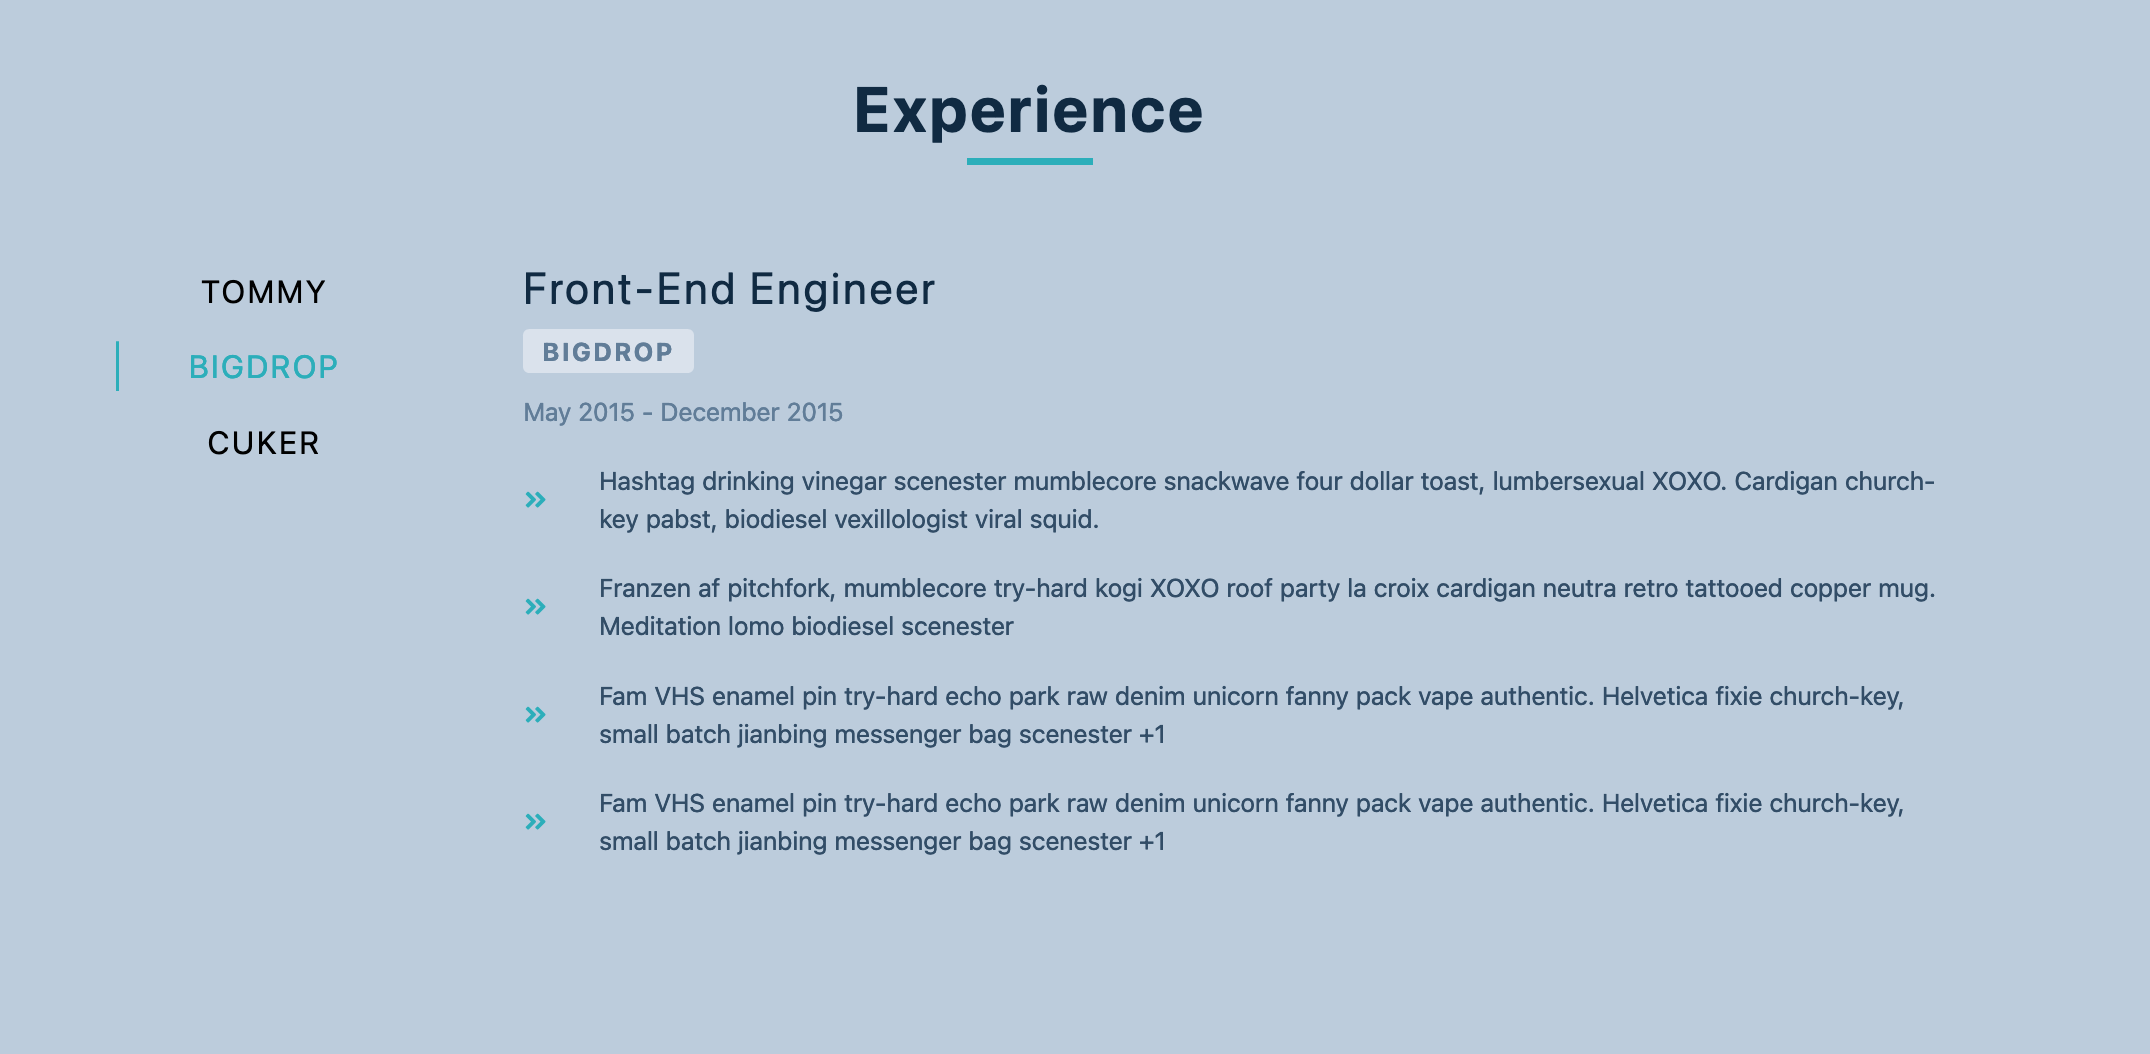 Experience
TOMMY
BIGDROP
CUKER
Front-End Engineer
BIGDROP
May 2015 - December 2015
Hashtag drinking vinegar scenester mumblecore snackwave four dollar toast, lumbersexual XOXO. Cardigan church-
key pabst, biodiesel vexillologist viral squid.
Franzen af pitchfork, mumblecore try-hard kogi XOXO roof party la croix cardigan neutra retro tattooed copper mug.
Meditation lomo biodiesel scenester
Fam VHS enamel pin try-hard echo park raw denim unicorn fanny pack vape authentic. Helvetica fixie church-key,
small batch jianbing messenger bag scenester +1
Fam VHS enamel pin try-hard echo park raw denim unicorn fanny pack vape authentic. Helvetica fixie church-key,
small batch jianbing messenger bag scenester +1